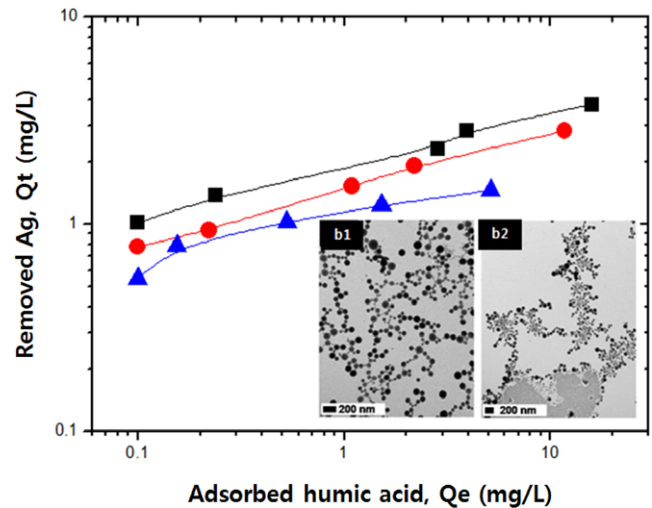 10
Removed Ag, Qt (mg/L)
1
b1
b2
200 nm
200 nm
0.1
0.1
1
10
Adsorbed humic acid, Qe (mg/L)